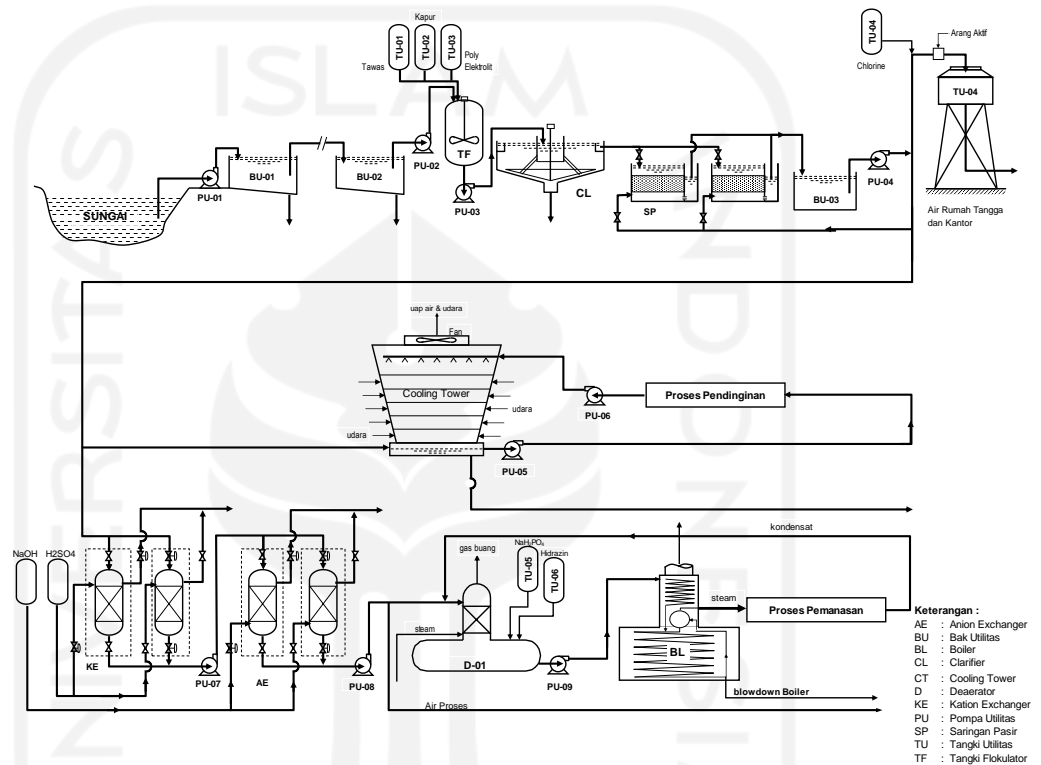 ISLAM
UNIVERSITAS
INDONESIA
Kapur
TU-01
TU-02
TU-03
Tawas
Poly
Elektrolit
TU-04
Chlorine
Arang Aktif
TU-04
PU-01
BU-01
BU-02
PU-02
TF
PU-03
CL
SP
BU-03
PU-04
SUNGAI
Air Rumah Tangga
dan Kantor
uap air & udara
Fan
Cooling Tower
udara
udara
PU-05
PU-06
Proses Pendinginan
NaOH
H2SO4
KE
PU-07
AE
PU-08
gas buang
NaH₂PO₄
Hidrazin
TU-05
TU-06
steam
D-01
PU-09
Air Proses
kondensat
steam
Proses Pemanasan
BL
blowdown Boiler
Keterangan :
AE : Anion Exchanger
BU : Bak Utilitas
BL : Boiler
CL : Clarifier
CT : Cooling Tower
D : Deaerator
KE : Kation Exchanger
PU : Pompa Utilitas
SP : Saringan Pasir
TU : Tangki Utilitas
TF : Tangki Flokulator